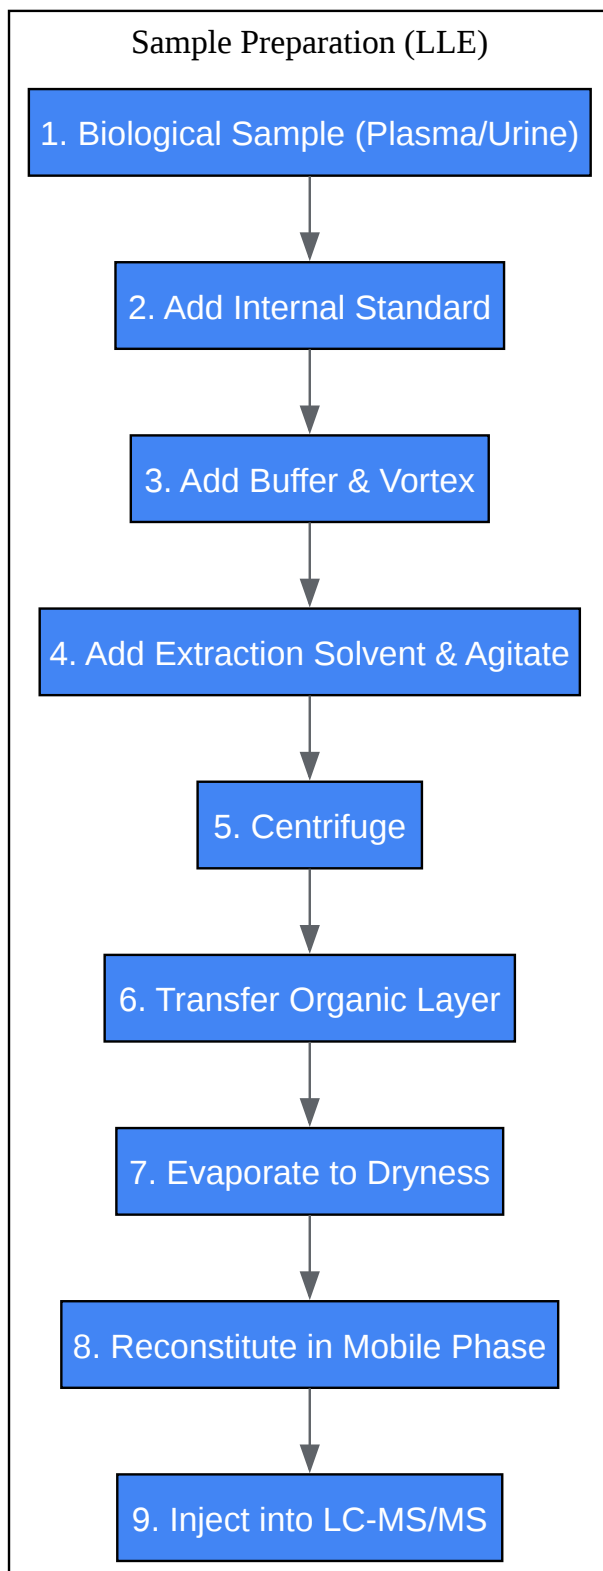 Sample Preparation (LLE)
1. Biological Sample (Plasma/Urine)
2. Add Internal Standard
3. Add Buffer & Vortex
4. Add Extraction Solvent & Agitate
5. Centrifuge
6. Transfer Organic Layer
7. Evaporate to Dryness
8. Reconstitute in Mobile Phase
9. Inject into LC-MS/MS